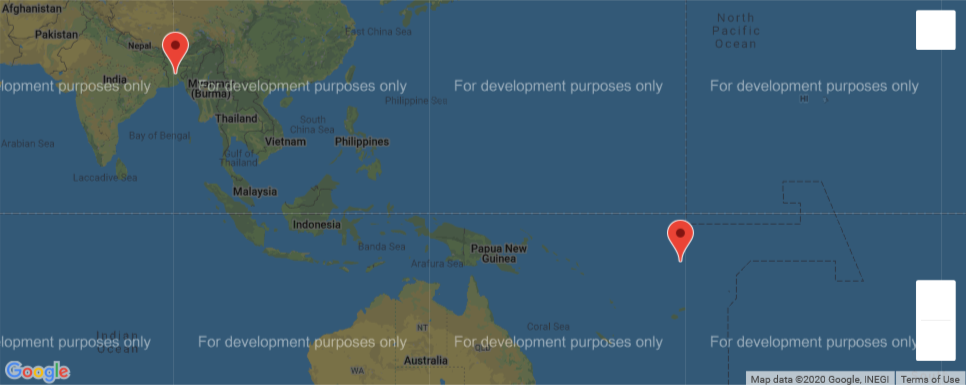 Afghanistan
North
Pacific
Ocean
East China Sea
Pakistan
Nepal
India
Myanmar
(Burma)
For development purposes only
For development purposes only
For development purposes only
lopment purposes only
HI
Philippine Sea
Thailand
South
China Sea
Bay of Bengal
Arabian Sea
Vietnam
Philippines
Gulf of
Thailand
Laccadive Sea
Malaysia
Indonesia
Banda Sea
Papua New
Guinea
Arafura Sea
Coral Sea
NT
Indian
Ocean
lopment purposes only
For development purposes only
For development purposes only
For development purposes only
QLD
Australia
WA
Google
Map data ©2020 Google, INEGI
Terms of Use